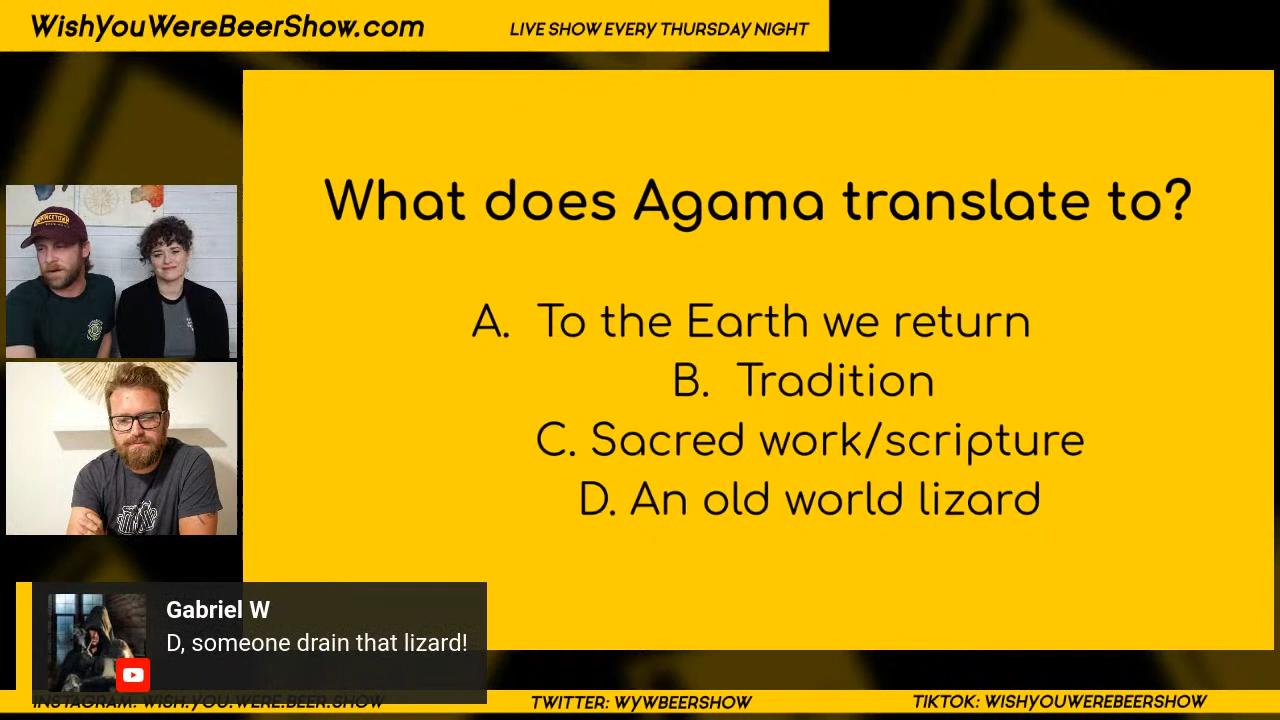 WishYouWereBeerShow.com
LIVE SHOW EVERY THURSDAY NIGHT
What does Agama translate to?
A. To the Earth we return
B. Tradition
C. Sacred work/scripture
D. An old world lizard
Gabriel W
D, someone drain that lizard!
INSTAGRAM: WISH.YOU.WERE.BEER.SHOW
TWITTER: WYWBEERSHOW
TIKTOK: WISHYOUWEREBEERSHOW